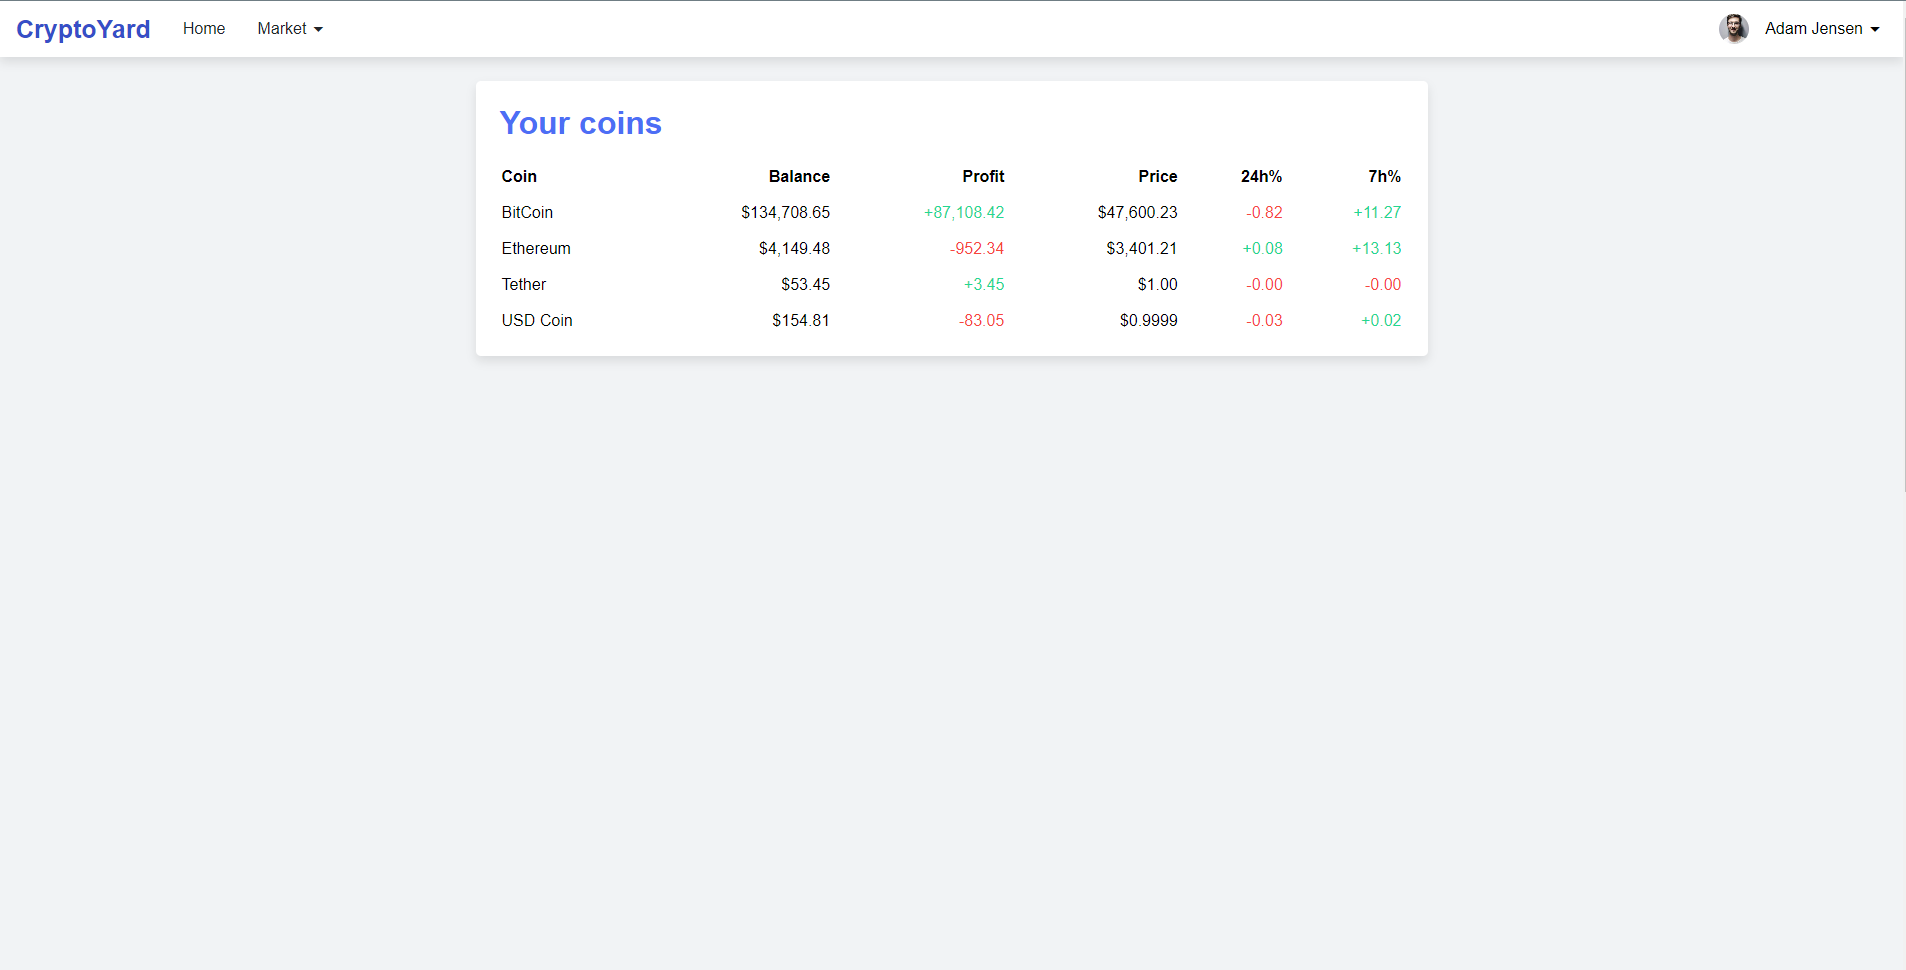 CryptoYard Home Market Adam Jensen
Your coins
Coin Balance Profit Price 24h% 7h%
BitCoin $134,708.65 +87,108.42 $47,600.23 -0.82 +11.27
Ethereum $4,149.48 -952.34 $3,401.21 +0.08 +13.13
Tether $53.45 +3.45 $1.00 -0.00 -0.00
USD Coin $154.81 -83.05 $0.9999 -0.03 +0.02